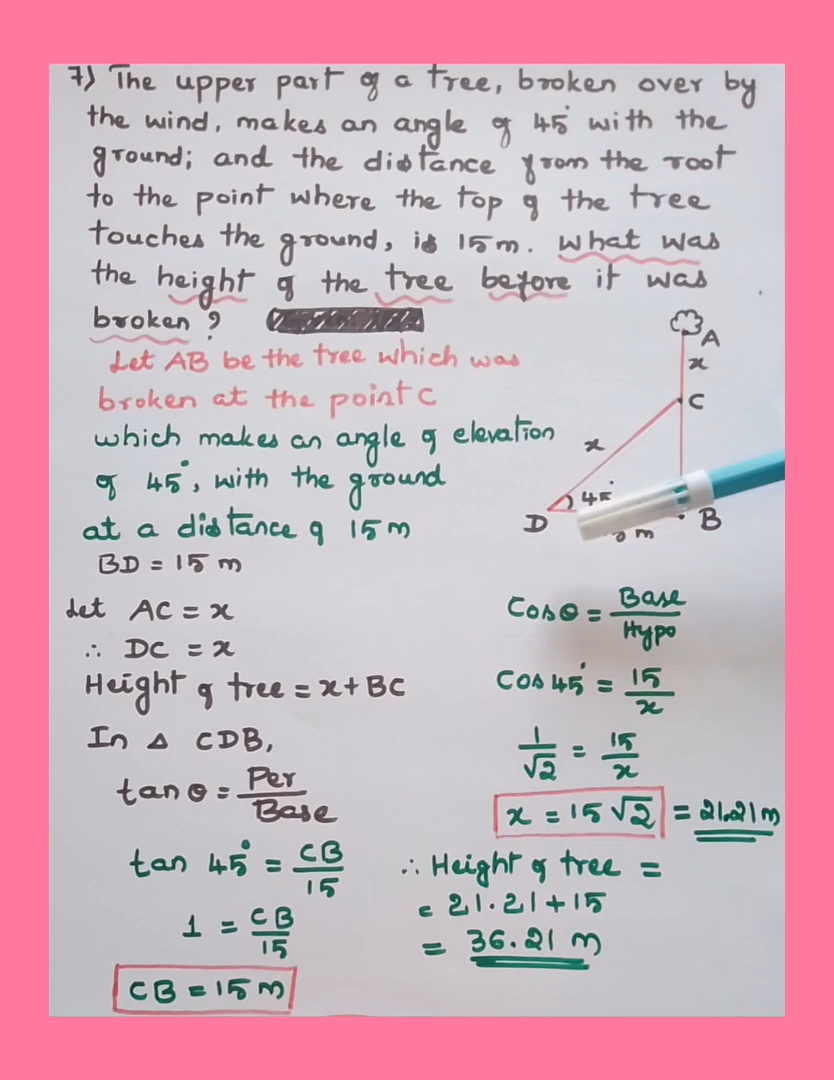 7) The upper part of a tree, broken over by
the wind, makes an angle of 45° with the
ground; and the distance from the root
to the point where the top of the tree
touches the ground, is 15m. What was
the height of the tree before it was
broken?
A
x
C
x
45°
D
m
B
Let AB be the tree which was
broken at the point C
which makes an angle of elevation
of 45°, with the ground
at a distance of 15m
BD = 15 m
Let AC = x
∴ DC = x
Height of tree = x + BC
In △ CDB,
tan θ = Per/Base
tan 45° = CB/15
1 = CB/15
CB = 15 m
Cos θ = Base/Hypo
Cos 45° = 15/x
1/√2 = 15/x
x = 15√2 = 21.21m
∴ Height of tree =
= 21.21 + 15
= 36.21 m